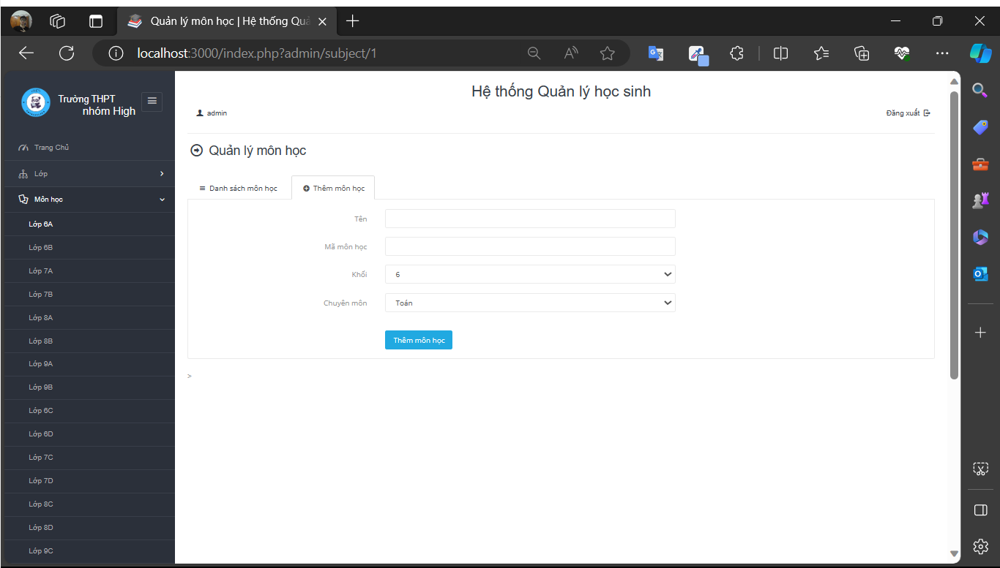 Quản lý môn học | Hệ thống Quả
localhost:3000/index.php?admin/subject/1
Trường THPT
nhóm High
Hệ thống Quản lý học sinh
admin
Đăng xuất
Trang Chủ
Lớp
Môn học
Lớp 6A
Lớp 6B
Lớp 7A
Lớp 7B
Lớp 8A
Lớp 8B
Lớp 9A
Lớp 9B
Lớp 6C
Lớp 6D
Lớp 7C
Lớp 7D
Lớp 8C
Lớp 8D
Lớp 9C
Quản lý môn học
Danh sách môn học
Thêm môn học
Tên
Mã môn học
Khối
6
Chuyên môn
Toán
Thêm môn học
>